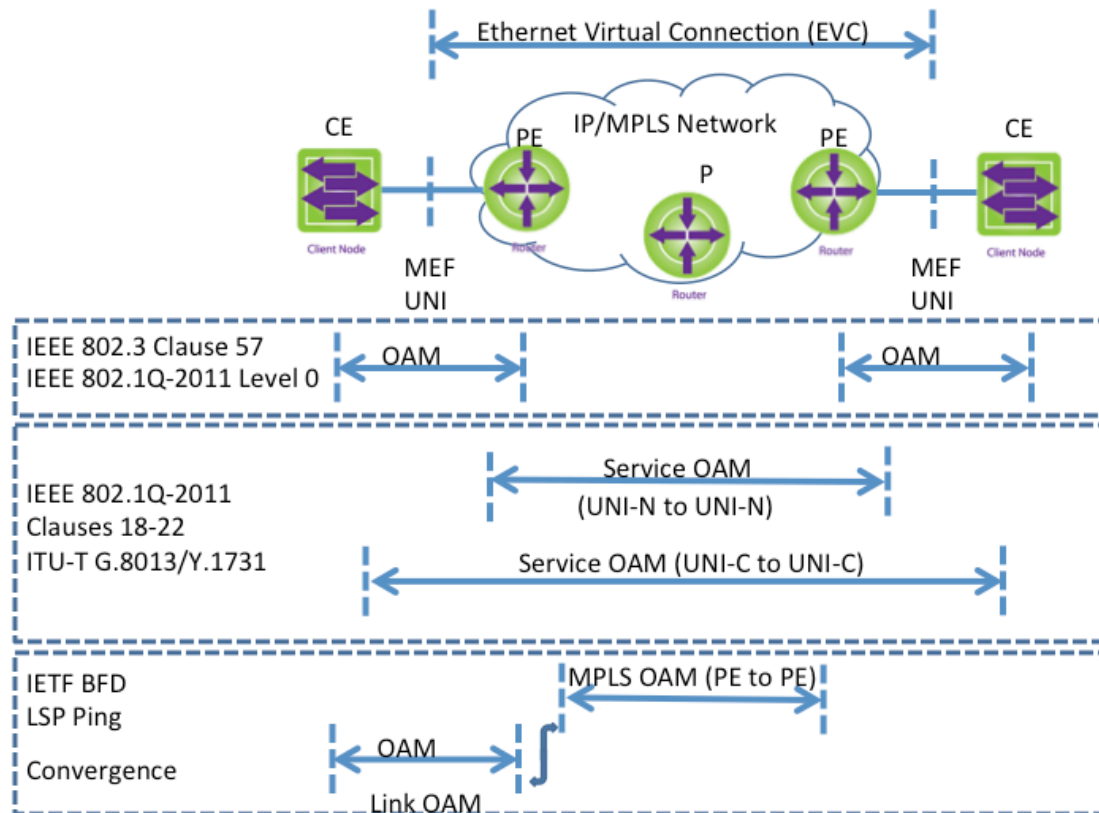 Ethernet Virtual Connection (EVC)
IP/MPLS Network
CE
PE
P
PE
CE
Client Node
Router
Router
Router
Client Node
MEF
UNI
MEF
UNI
IEEE 802.3 Clause 57
IEEE 802.1Q-2011 Level 0
OAM
OAM
IEEE 802.1Q-2011
Clauses 18-22
ITU-T G.8013/Y.1731
Service OAM
(UNI-N to UNI-N)
Service OAM (UNI-C to UNI-C)
IETF BFD
LSP Ping
MPLS OAM (PE to PE)
Convergence
OAM
Link OAM